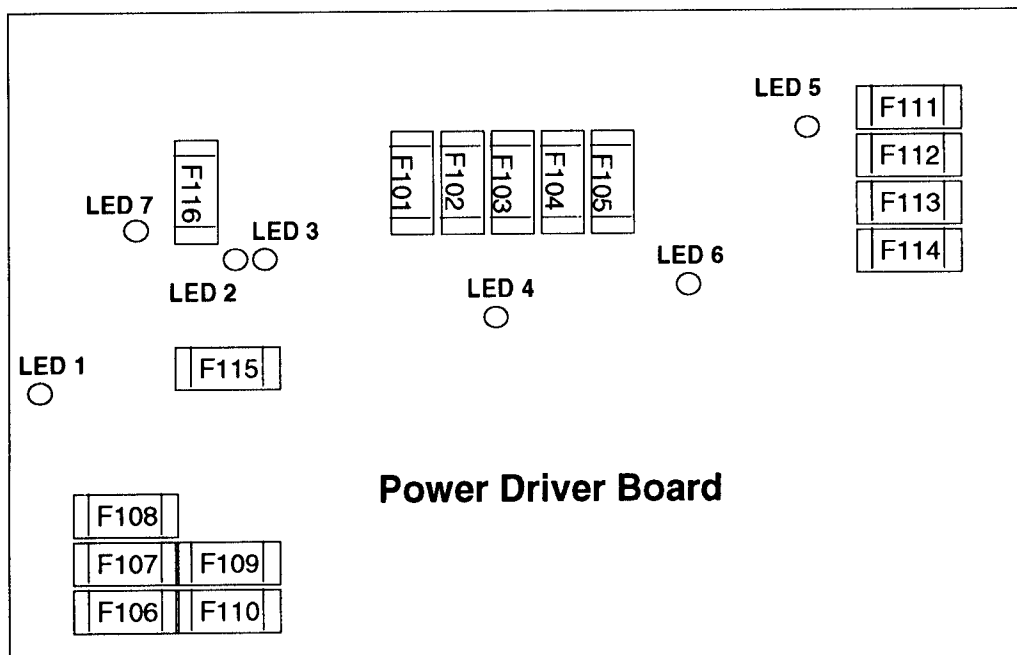 LED 5
F111
F112
F113
F114
F116
F101
F102
F103
F104
F105
LED 7
LED 3
LED 2
LED 6
LED 4
LED 1
F115
Power Driver Board
F108
F107
F109
F106
F110